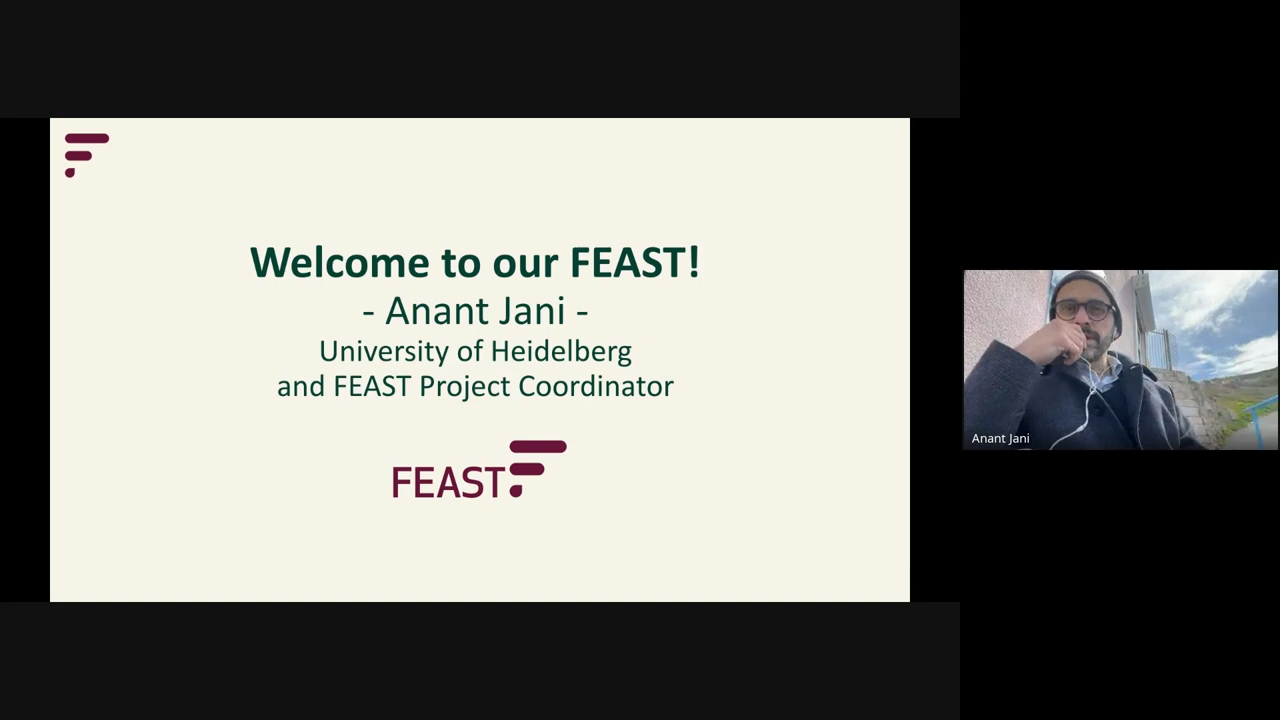 Welcome to our FEAST!
- Anant Jani -
University of Heidelberg
and FEAST Project Coordinator
FEAST
Anant Jani